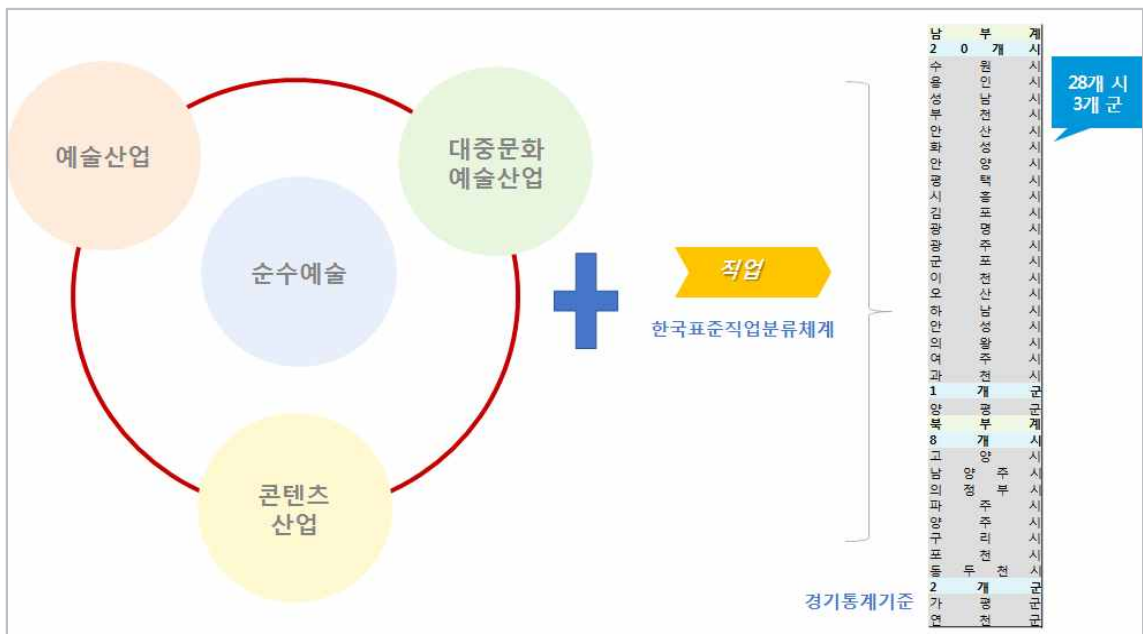 예술산업
대중문화
예술산업
순수예술
콘텐츠
산업
직업
한국표준직업분류체계
남부계
20개시
수원시
용인시
성남시
부천시
안산시
화성시
안양시
평택시
시흥시
김포시
광명시
광주시
군포시
이천시
오산시
하남시
안성시
의왕시
여주시
과천시
1개군
양평군
북부계
8개시
고양시
남양주시
의정부시
파주시
양주시
구리시
포천시
동두천시
2개군
가평군
연천군
28개 시
3개 군
경기통계기준